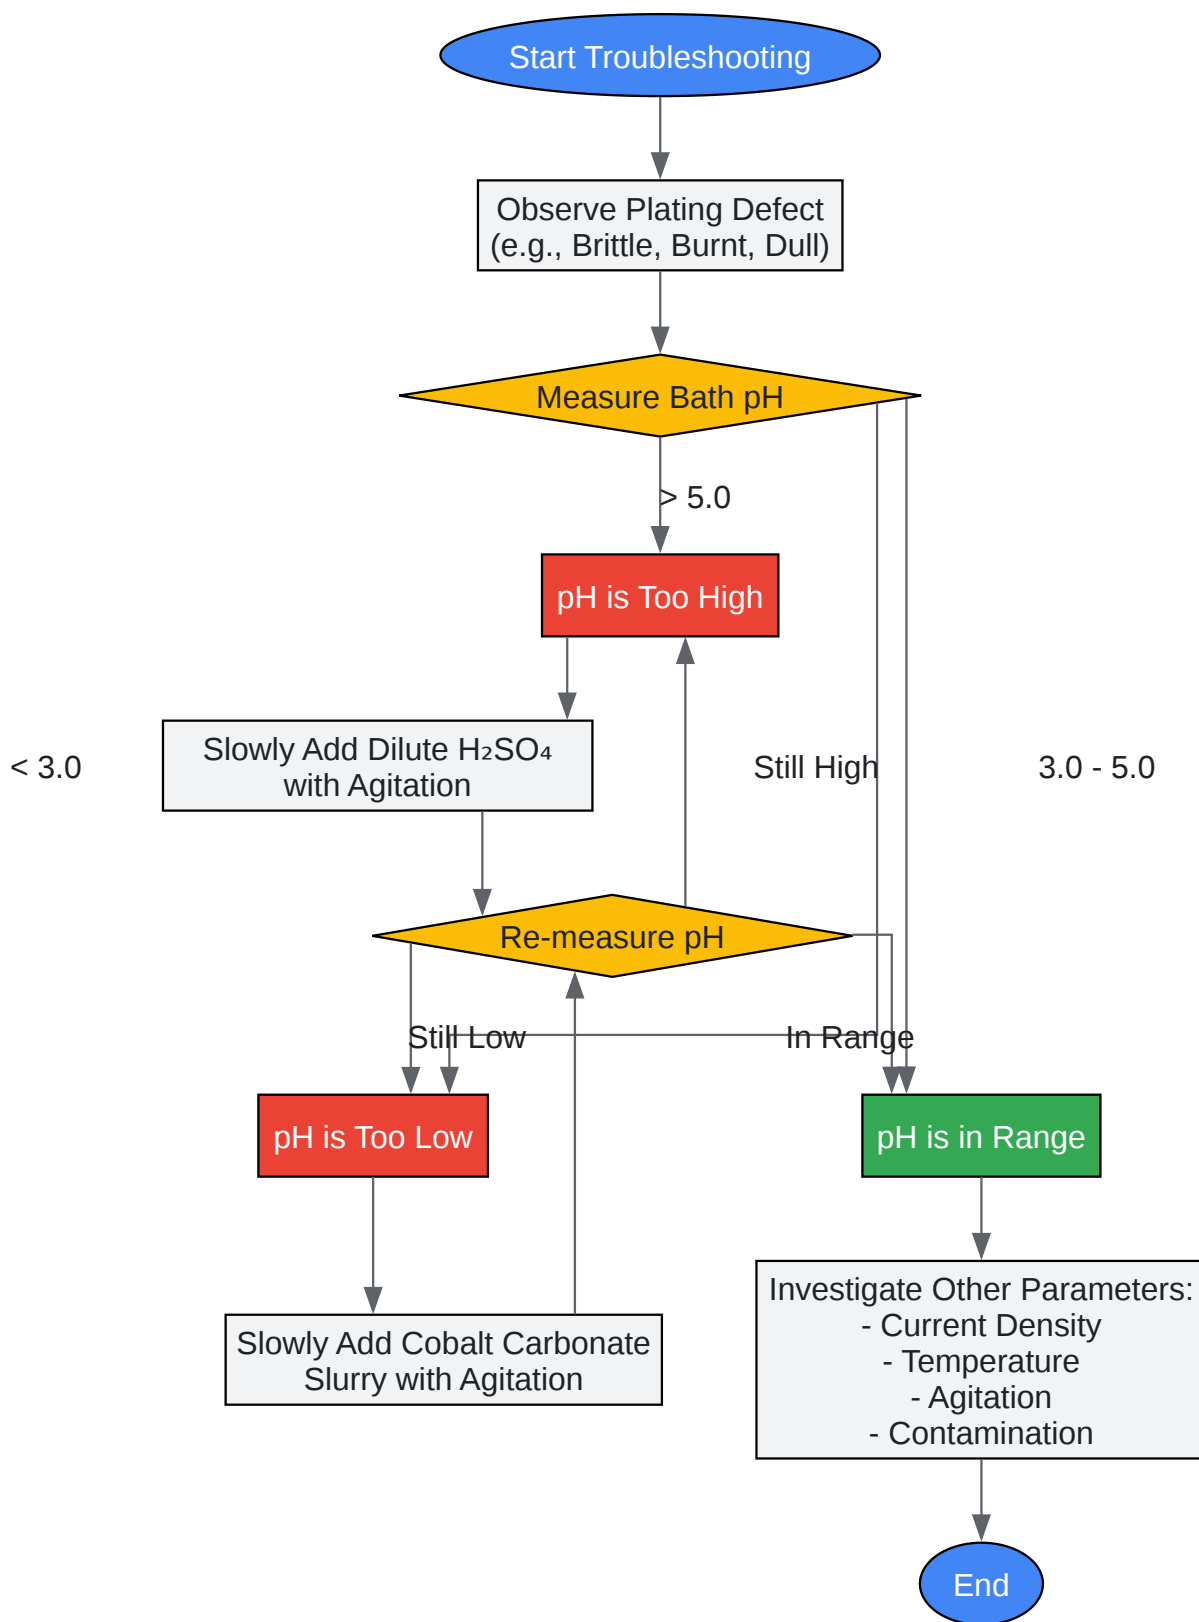 Start Troubleshooting
Observe Plating Defect
(e.g., Brittle, Burnt, Dull)
Measure Bath pH
> 5.0
pH is Too High
Slowly Add Dilute H₂SO₄
with Agitation
< 3.0
Still High
3.0 - 5.0
Re-measure pH
Still Low
In Range
pH is Too Low
pH is in Range
Slowly Add Cobalt Carbonate
Slurry with Agitation
Investigate Other Parameters:
- Current Density
- Temperature
- Agitation
- Contamination
End